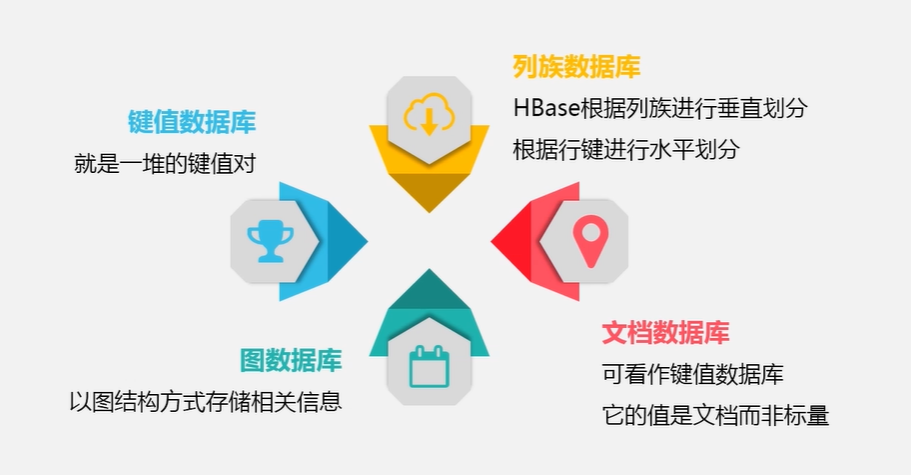 列族数据库
HBase根据列族进行垂直划分
根据行键进行水平划分
键值数据库
就是一堆的键值对
文档数据库
可看作键值数据库
它的值是文档而非标量
图数据库
以图结构方式存储相关信息